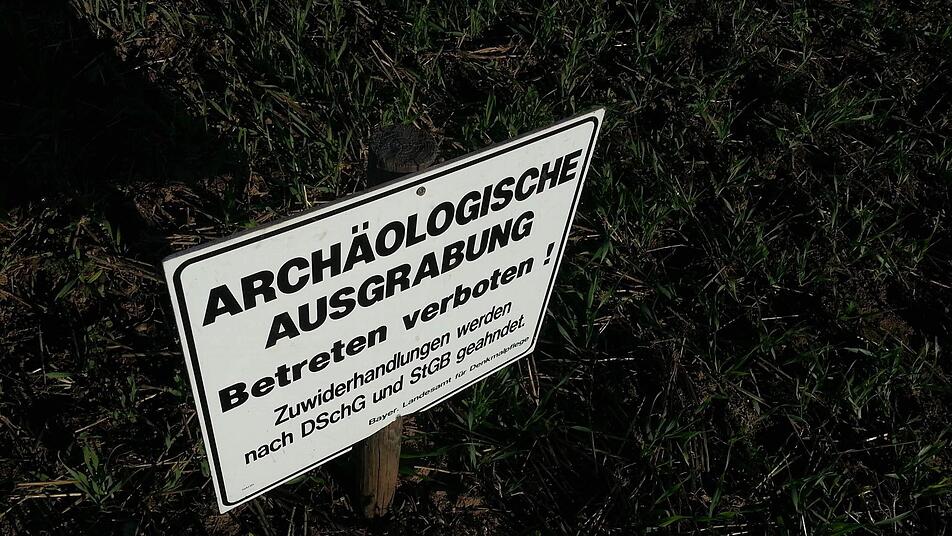 ARCHÄOLOGISCHE
AUSGRABUNG
Betreten verboten !
Zuwiderhandlungen werden
nach DSchG und StGB geahndet.
Bayer. Landesamt für Denkmalpflege